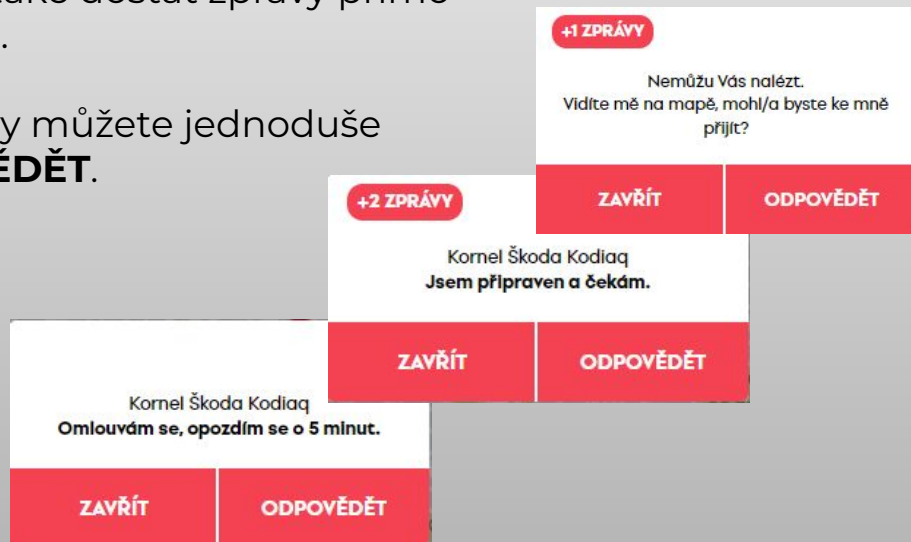 také dostat zprávy přímo
.
y můžete jednoduše
ĚDĚT.
+1 ZPRÁVY
Nemůžu Vás nalézt.
Vidíte mě na mapě, mohl/a byste ke mně
přijít?
ZAVŘÍT ODPOVĚDĚT
+2 ZPRÁVY
Kornel Škoda Kodiaq
Jsem připraven a čekám.
ZAVŘÍT ODPOVĚDĚT
Kornel Škoda Kodiaq
Omlouvám se, opozdím se o 5 minut.
ZAVŘÍT ODPOVĚDĚT